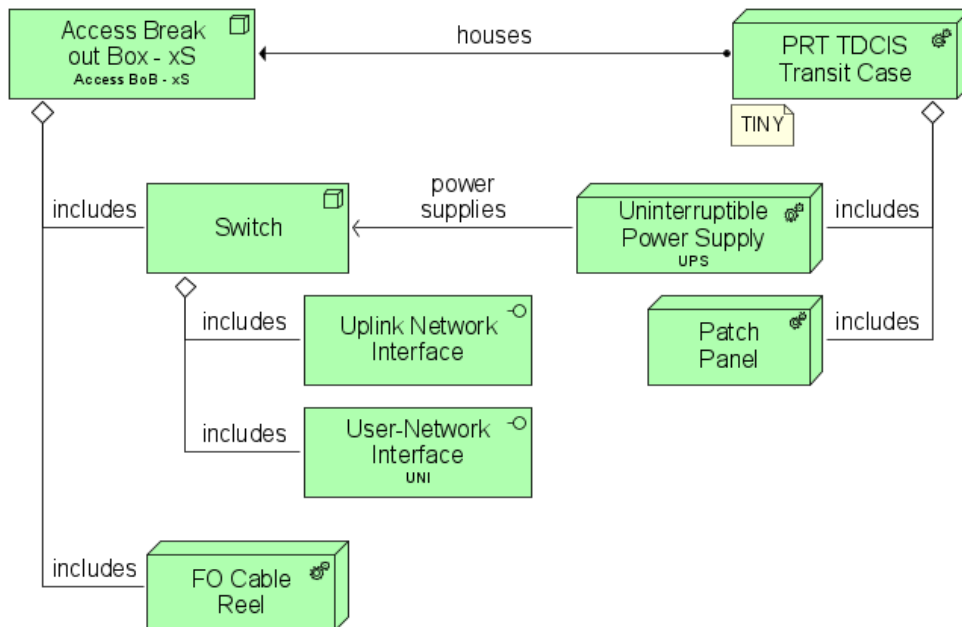 Access Break
out Box - xS
Access BoB - xS
houses
PRT TDCIS
Transit Case
TINY
includes
Switch
power
supplies
Uninterruptible
Power Supply
UPS
includes
includes
Uplink Network
Interface
Patch
Panel
includes
includes
User-Network
Interface
UNI
includes
FO Cable
Reel